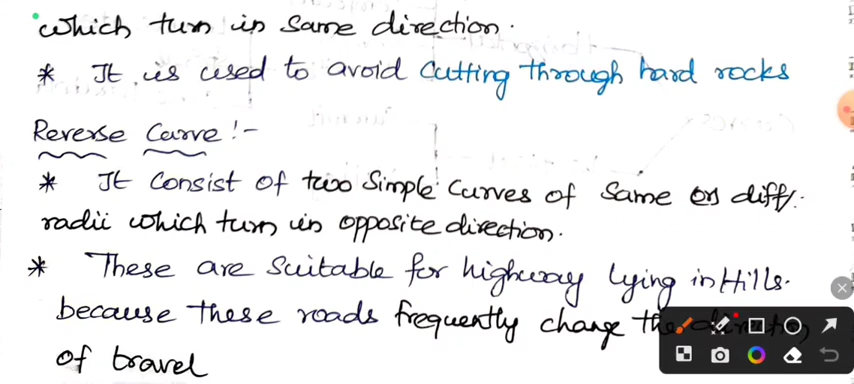 which turn in same direction.
* It is used to avoid cutting through hard rocks
Reverse Curve :-
* It consist of two simple curves of same or diff.
radii which turn in opposite direction.
* These are suitable for highway lying in Hills.
because these roads frequently change the
of travel